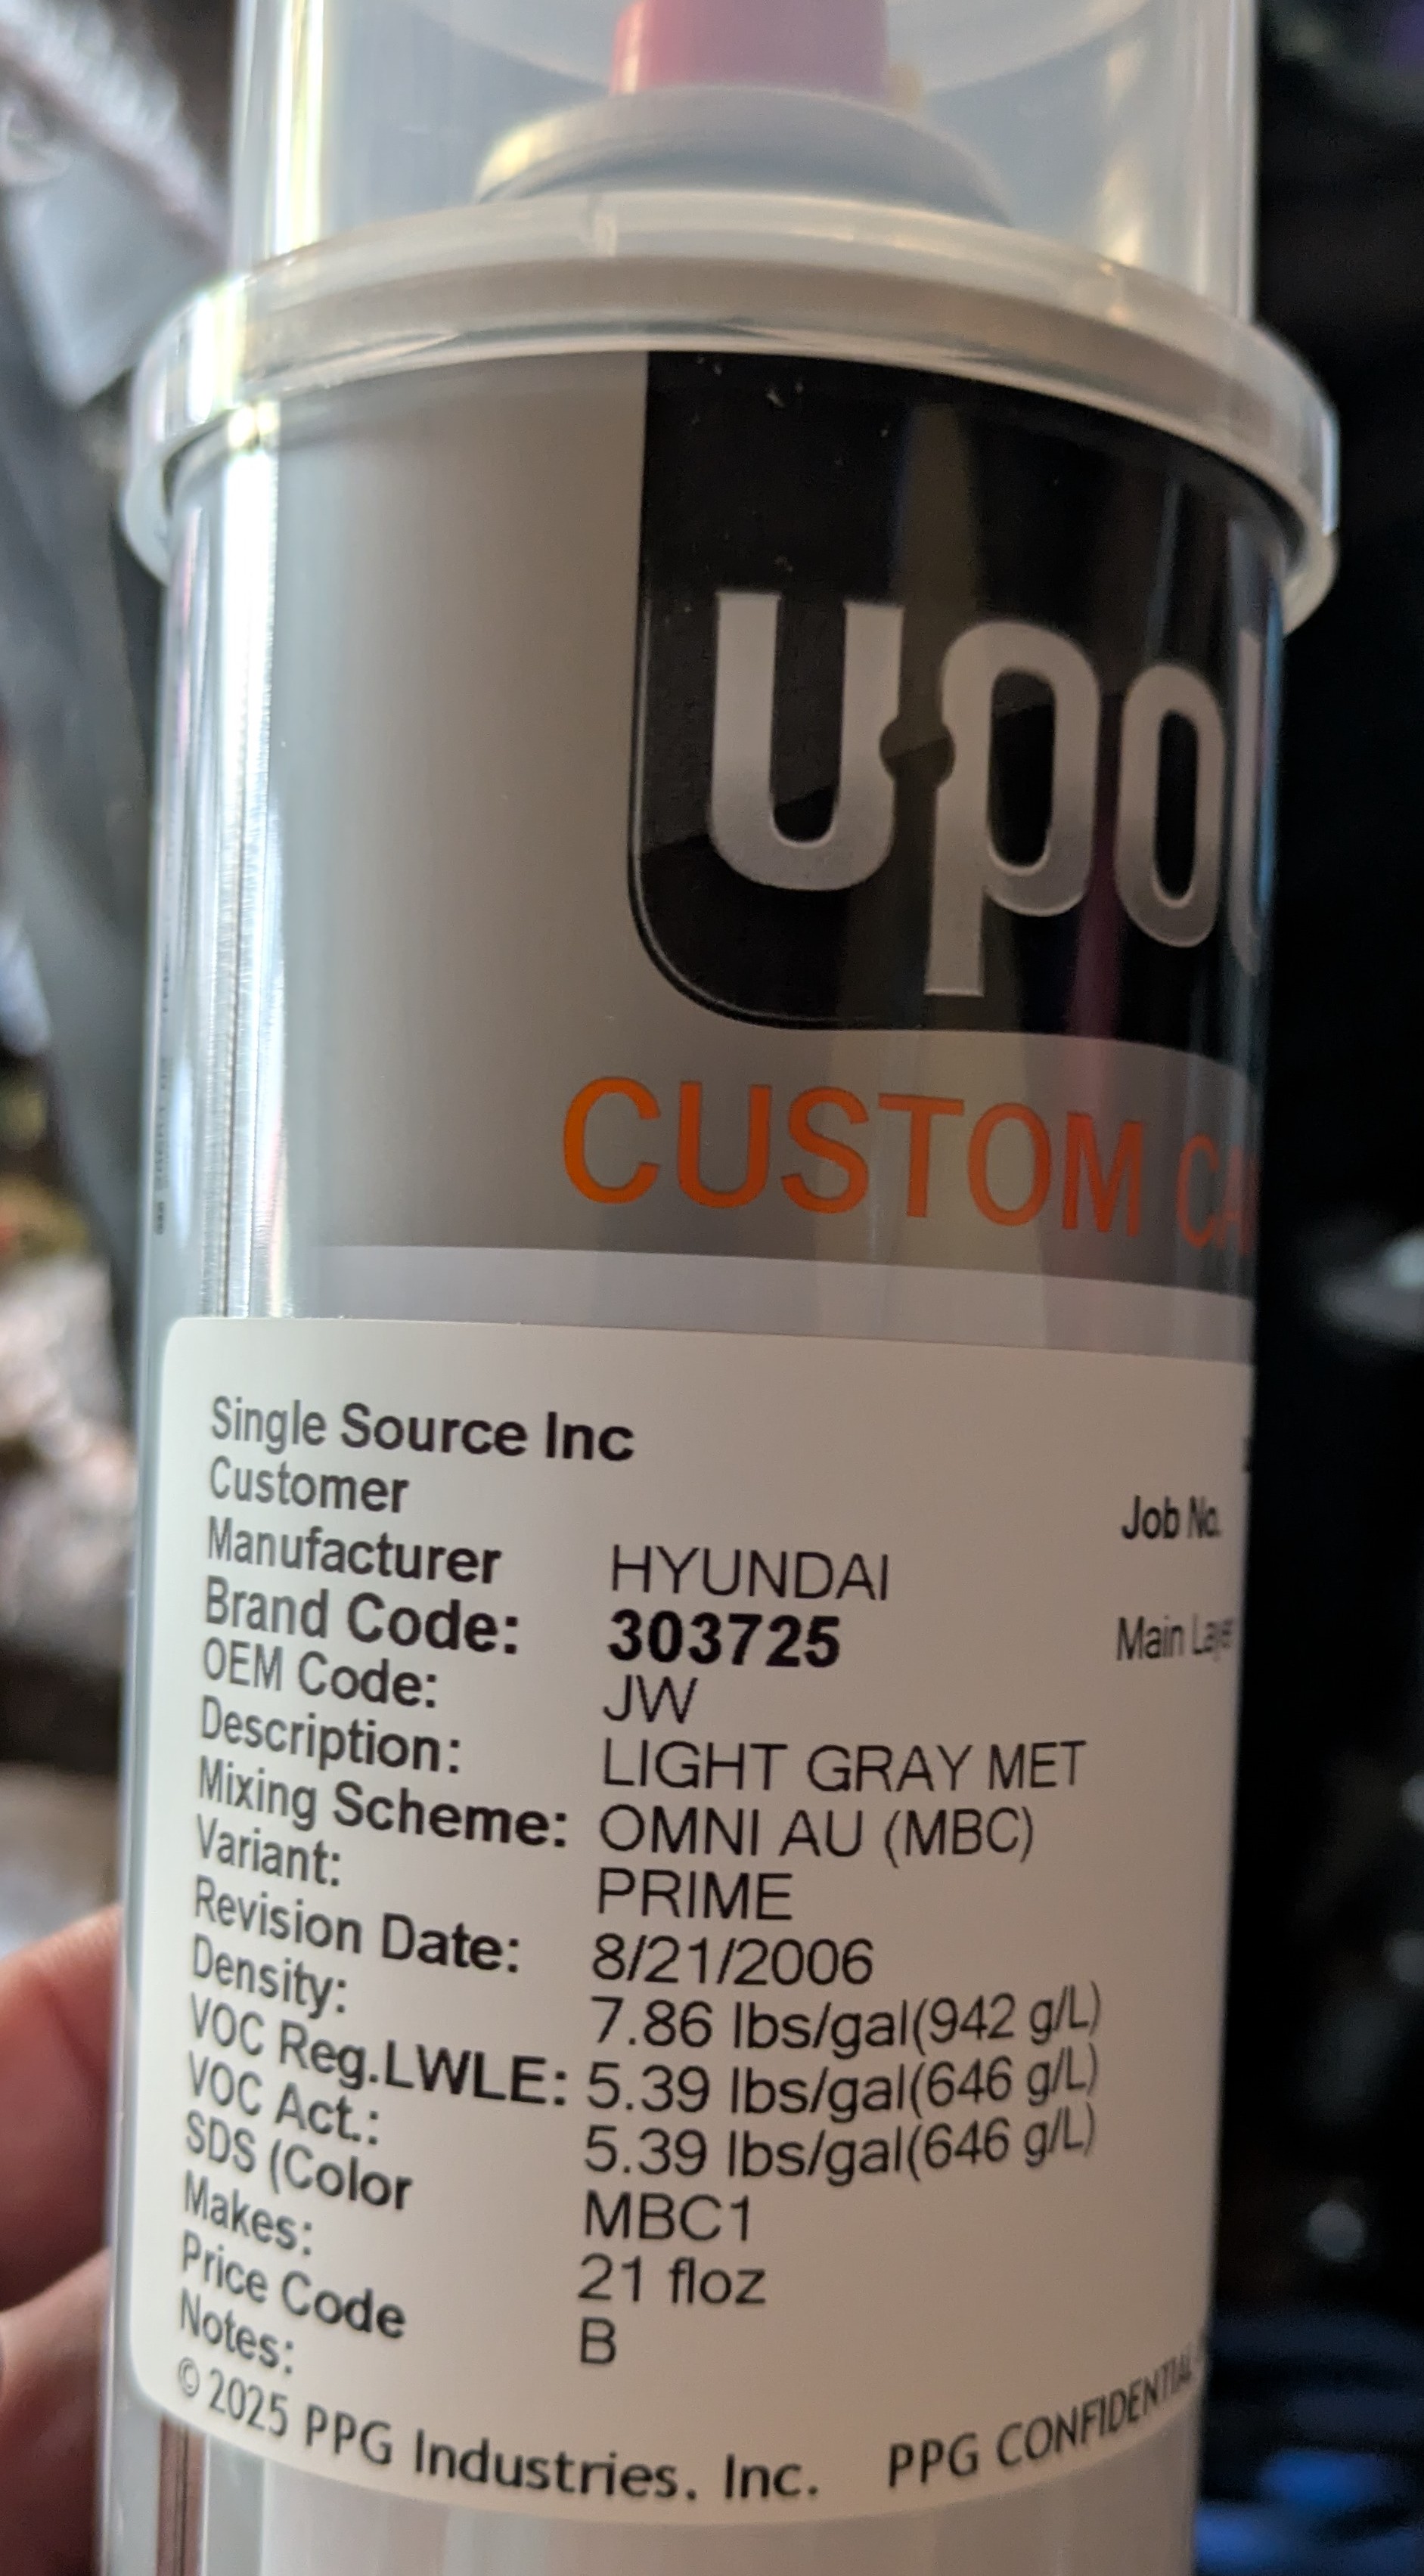 upol
CUSTOM
Single Source Inc
Customer
Job No.
Manufacturer HYUNDAI
Brand Code: 303725
Main
OEM Code: JW
Description: LIGHT GRAY MET
Mixing Scheme: OMNI AU (MBC)
Variant: PRIME
Revision Date: 8/21/2006
Density: 7.86 lbs/gal(942 g/L)
VOC Reg.LWLE: 5.39 lbs/gal(646 g/L)
VOC Act.: 5.39 lbs/gal(646 g/L)
SDS (Color MBC1
Makes: 21 floz
Price Code B
Notes:
© 2025 PPG Industries. Inc. PPG CONFIDENTIAL